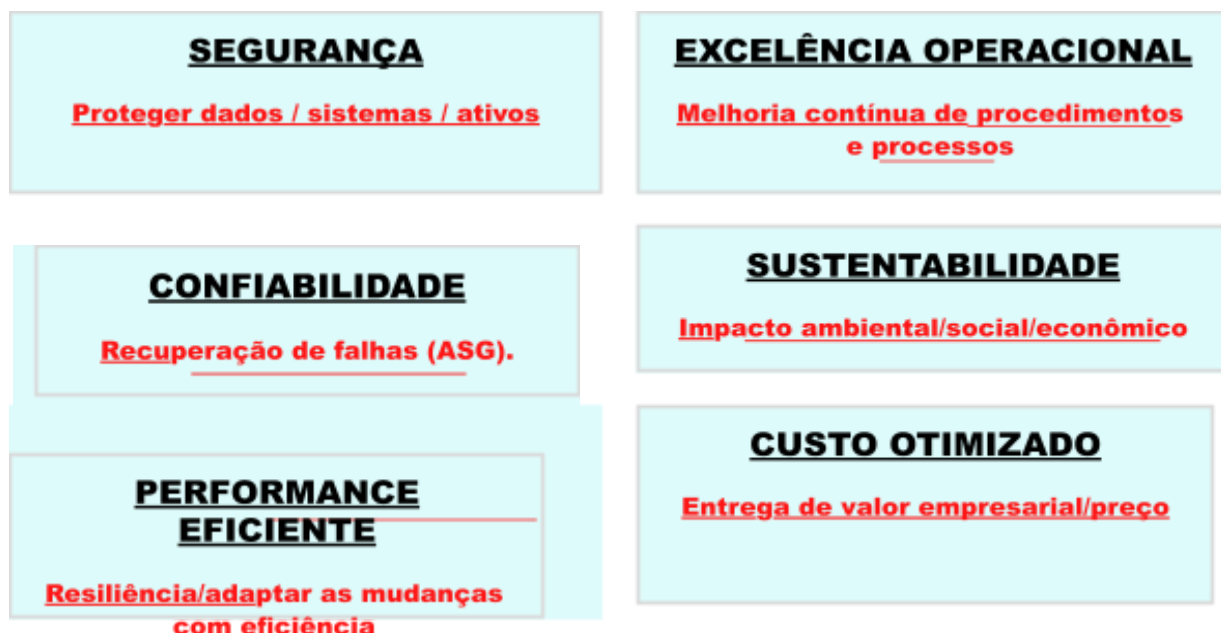 SEGURANÇA
Proteger dados / sistemas / ativos
EXCELÊNCIA OPERACIONAL
Melhoria contínua de procedimentos
e processos
CONFIABILIDADE
Recuperação de falhas (ASG).
SUSTENTABILIDADE
Impacto ambiental/social/econômico
PERFORMANCE
EFICIENTE
Resiliência/adaptar as mudanças
com eficiência
CUSTO OTIMIZADO
Entrega de valor empresarial/preço